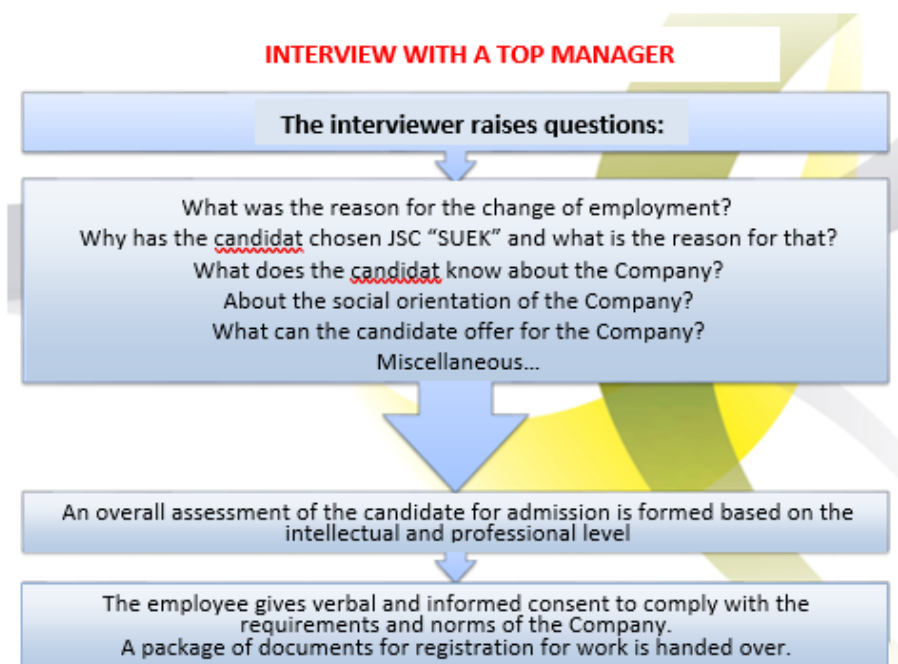 INTERVIEW WITH A TOP MANAGER
The interviewer raises questions:
What was the reason for the change of employment?
Why has the candidat chosen JSC “SUEK” and what is the reason for that?
What does the candidat know about the Company?
About the social orientation of the Company?
What can the candidate offer for the Company?
Miscellaneous...
An overall assessment of the candidate for admission is formed based on the
intellectual and professional level
The employee gives verbal and informed consent to comply with the
requirements and norms of the Company.
A package of documents for registration for work is handed over.